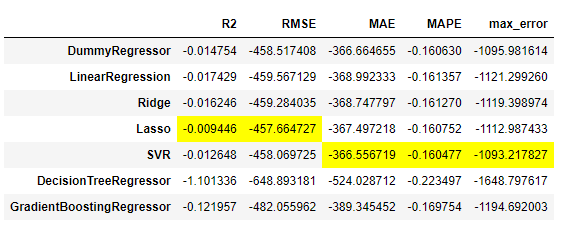 R2 RMSE MAE MAPE max_error
DummyRegressor -0.014754 -458.517408 -366.664655 -0.160630 -1095.981614
LinearRegression -0.017429 -459.567129 -368.992333 -0.161357 -1121.299260
Ridge -0.016246 -459.284035 -368.747797 -0.161270 -1119.398974
Lasso -0.009446 -457.664727 -367.497218 -0.160752 -1112.987433
SVR -0.012648 -458.069725 -366.556719 -0.160477 -1093.217827
DecisionTreeRegressor -1.101336 -648.893181 -524.028712 -0.223497 -1648.797617
GradientBoostingRegressor -0.121957 -482.055962 -389.345452 -0.169754 -1194.692003